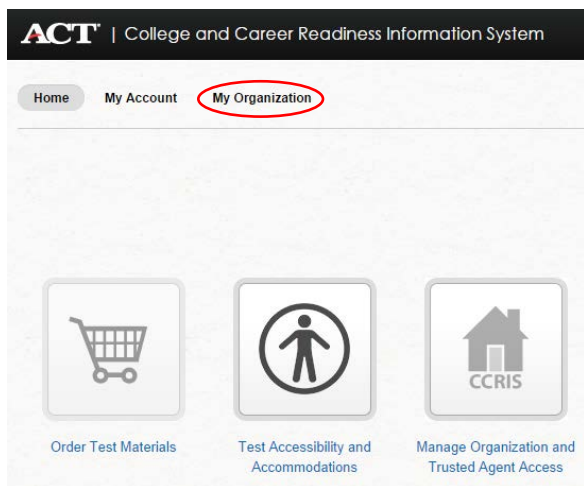 ACT® | College and Career Readiness Information System
Home My Account My Organization
CCRIS
Order Test Materials Test Accessibility and Manage Organization and
Accommodations Trusted Agent Access